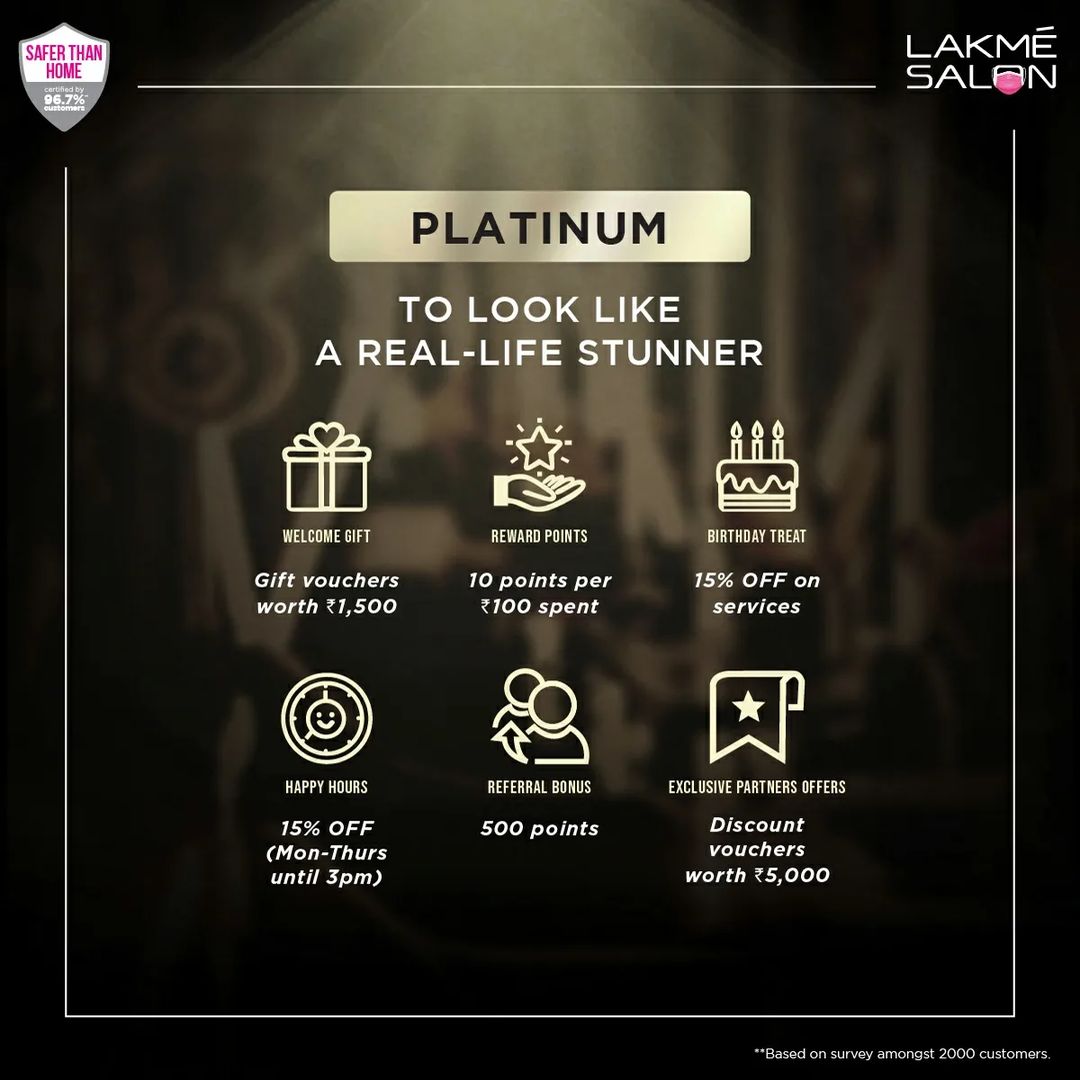 SAFER THAN
HOME
certified by
96.7%**
customers
LAKMÉ
SALON
PLATINUM
TO LOOK LIKE
A REAL-LIFE STUNNER
WELCOME GIFT
Gift vouchers
worth ₹1,500
REWARD POINTS
10 points per
₹100 spent
BIRTHDAY TREAT
15% OFF on
services
HAPPY HOURS
15% OFF
(Mon-Thurs
until 3pm)
REFERRAL BONUS
500 points
EXCLUSIVE PARTNERS OFFERS
Discount
vouchers
worth ₹5,000
**Based on survey amongst 2000 customers.